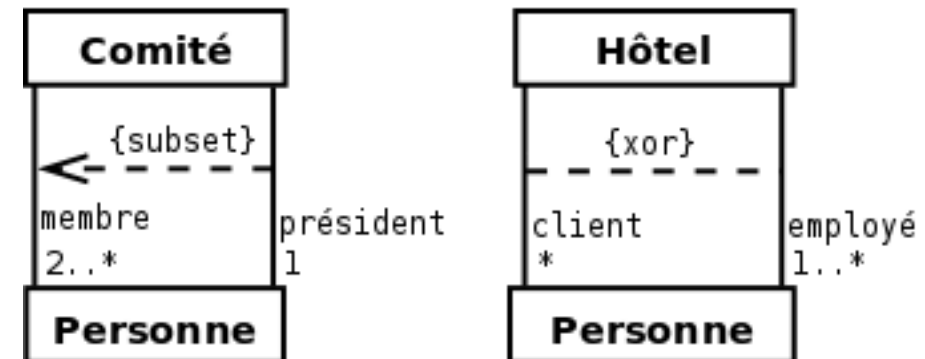 Comité
{subset}
membre
président
2..*
1
Personne
Hôtel
{xor}
client
employé
*
1..*
Personne